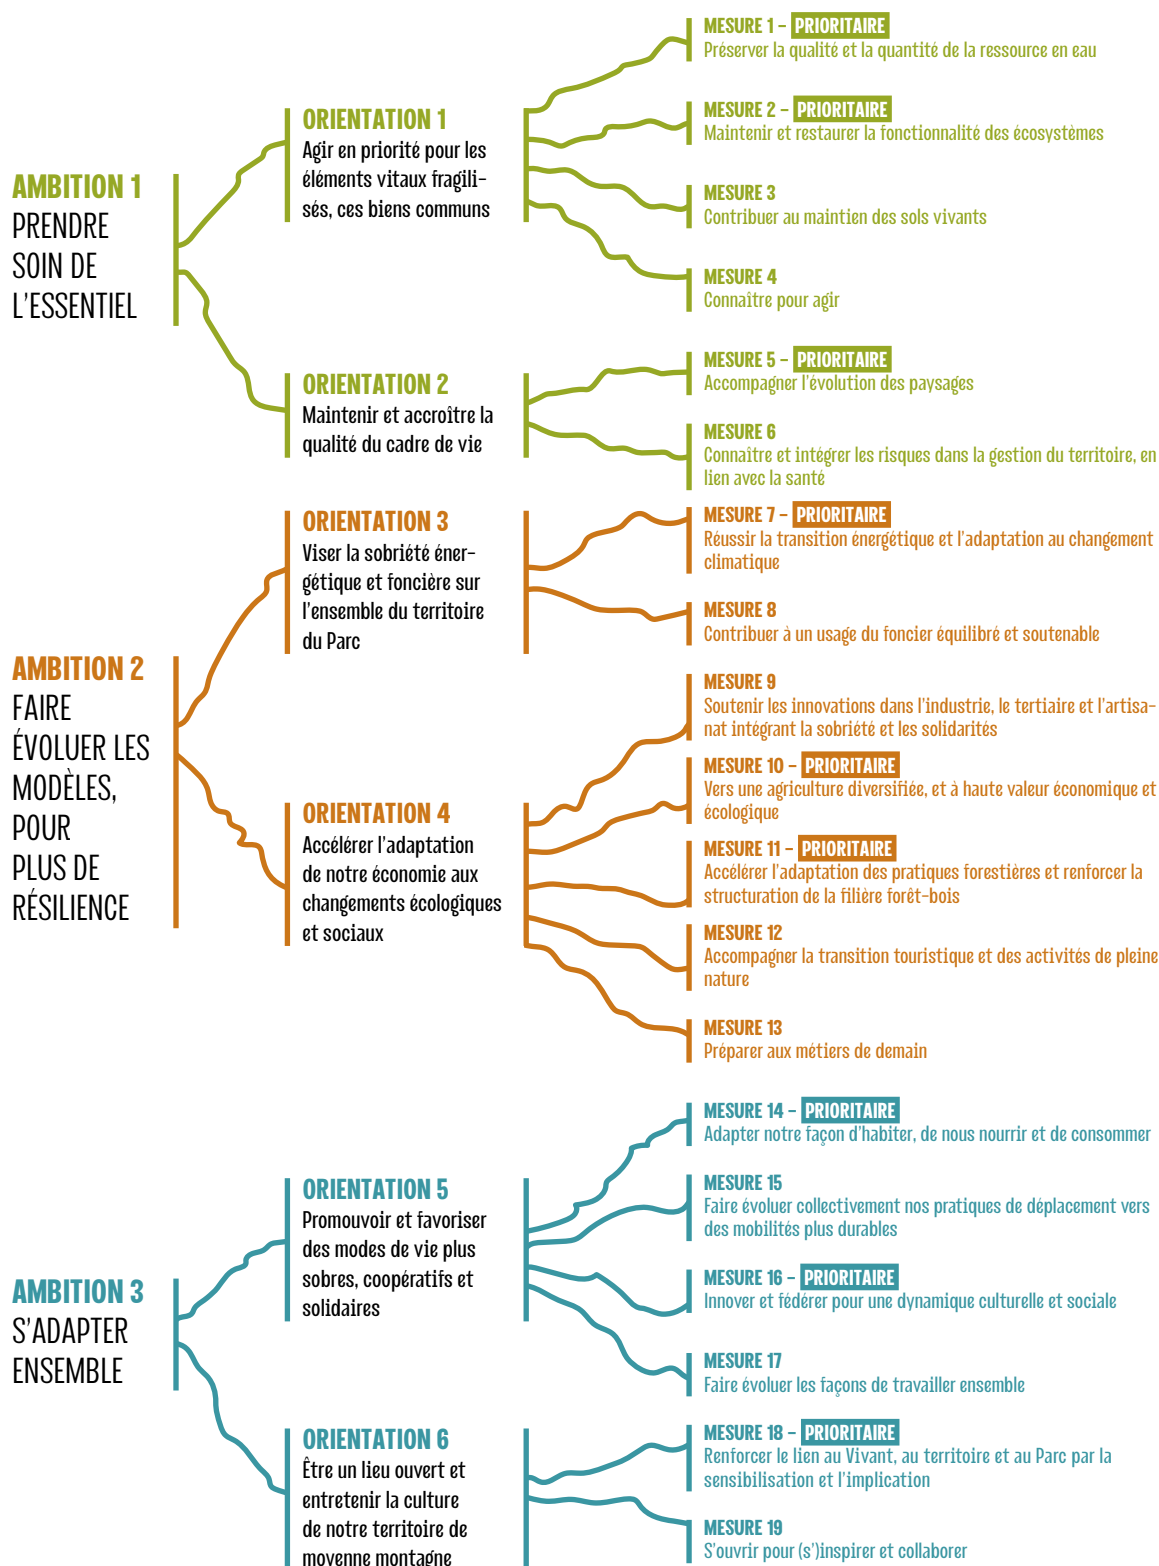 AMBITION 1
PRENDRE
SOIN DE
L'ESSENTIEL
ORIENTATION 1
Agir en priorité pour les
éléments vitaux fragili-
sés, ces biens communs
MESURE 1 – PRIORITAIRE
Préserver la qualité et la quantité de la ressource en eau
MESURE 2 – PRIORITAIRE
Maintenir et restaurer la fonctionnalité des écosystèmes
MESURE 3
Contribuer au maintien des sols vivants
MESURE 4
Connaître pour agir
ORIENTATION 2
Maintenir et accroître la
qualité du cadre de vie
MESURE 5 – PRIORITAIRE
Accompagner l'évolution des paysages
MESURE 6
Connaître et intégrer les risques dans la gestion du territoire, en
lien avec la santé
AMBITION 2
FAIRE
ÉVOLUER LES
MODÈLES,
POUR
PLUS DE
RÉSILIENCE
ORIENTATION 3
Viser la sobriété éner-
gétique et foncière sur
l'ensemble du territoire
du Parc
MESURE 7 – PRIORITAIRE
Réussir la transition énergétique et l'adaptation au changement
climatique
MESURE 8
Contribuer à un usage du foncier équilibré et soutenable
ORIENTATION 4
Accélérer l'adaptation
de notre économie aux
changements écologiques
et sociaux
MESURE 9
Soutenir les innovations dans l'industrie, le tertiaire et l'artisa-
nat intégrant la sobriété et les solidarités
MESURE 10 – PRIORITAIRE
Vers une agriculture diversifiée, et à haute valeur économique et
écologique
MESURE 11 – PRIORITAIRE
Accélérer l'adaptation des pratiques forestières et renforcer la
structuration de la filière forêt-bois
MESURE 12
Accompagner la transition touristique et des activités de pleine
nature
MESURE 13
Préparer aux métiers de demain
AMBITION 3
S'ADAPTER
ENSEMBLE
ORIENTATION 5
Promouvoir et favoriser
des modes de vie plus
sobres, coopératifs et
solidaires
MESURE 14 – PRIORITAIRE
Adapter notre façon d'habiter, de nous nourrir et de consommer
MESURE 15
Faire évoluer collectivement nos pratiques de déplacement vers
des mobilités plus durables
MESURE 16 – PRIORITAIRE
Innover et fédérer pour une dynamique culturelle et sociale
MESURE 17
Faire évoluer les façons de travailler ensemble
ORIENTATION 6
Être un lieu ouvert et
entretenir la culture
de notre territoire de
moyenne montagne
MESURE 18 – PRIORITAIRE
Renforcer le lien au Vivant, au territoire et au Parc par la
sensibilisation et l'implication
MESURE 19
S'ouvrir pour (s')inspirer et collaborer